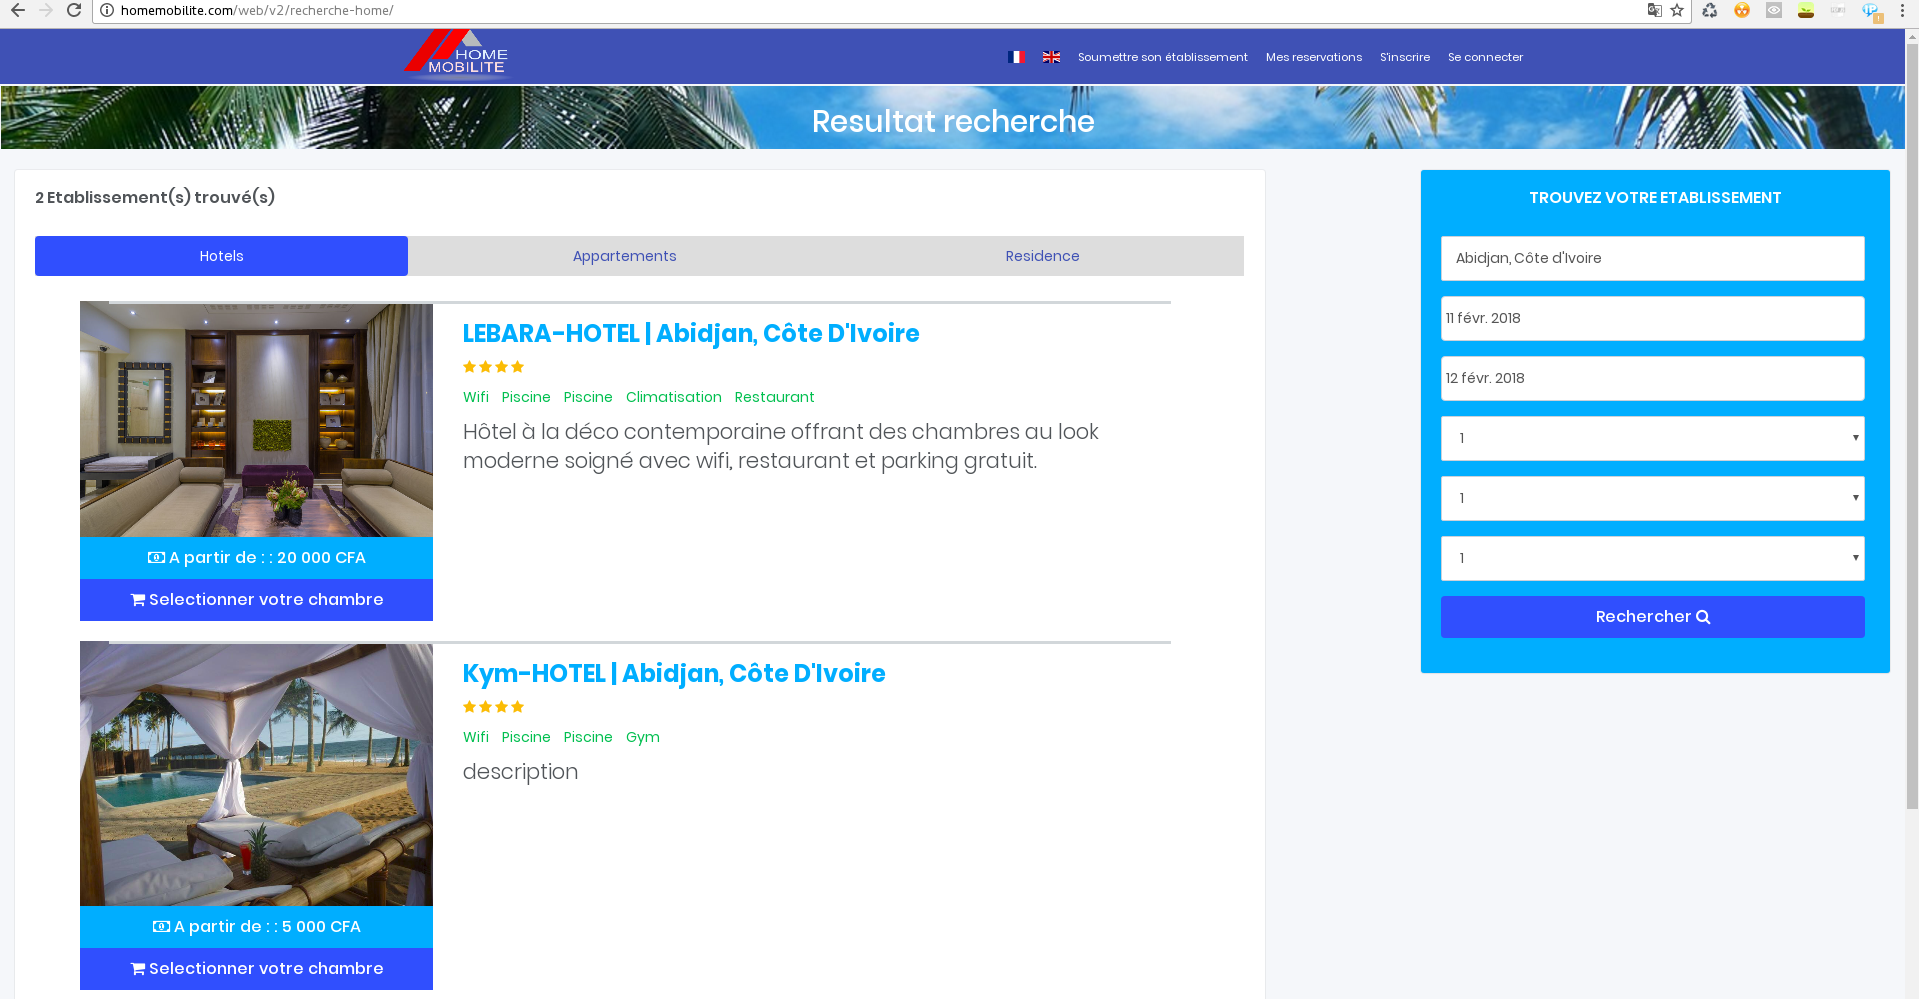 homemobilite.com/web/v2/recherche-home/
HOME
MOBILITE
Soumettre son établissement
Mes reservations
S'inscrire
Se connecter
Resultat recherche
2 Etablissement(s) trouvé(s)
Hotels
Appartements
Residence
LEBARA-HOTEL | Abidjan, Côte D'Ivoire
Wifi Piscine Piscine Climatisation Restaurant
Hôtel à la déco contemporaine offrant des chambres au look
moderne soigné avec wifi, restaurant et parking gratuit.
A partir de : : 20 000 CFA
Selectionner votre chambre
Kym-HOTEL | Abidjan, Côte D'Ivoire
Wifi Piscine Piscine Gym
description
A partir de : : 5 000 CFA
Selectionner votre chambre
TROUVEZ VOTRE ETABLISSEMENT
Abidjan, Côte d'Ivoire
11 févr. 2018
12 févr. 2018
1
1
1
Rechercher